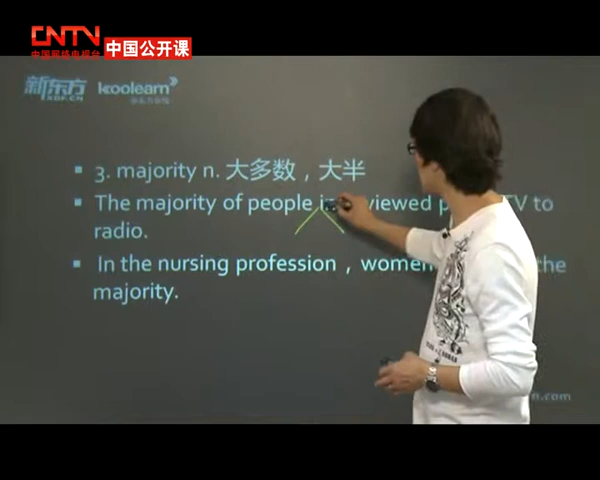 CNTV
中国网络电视台 中国公开课
新东方 koolearn
XDF.CN
3. majority n. 大多数，大半
The majority of people viewed TV to
radio.
In the nursing profession，women the
majority.